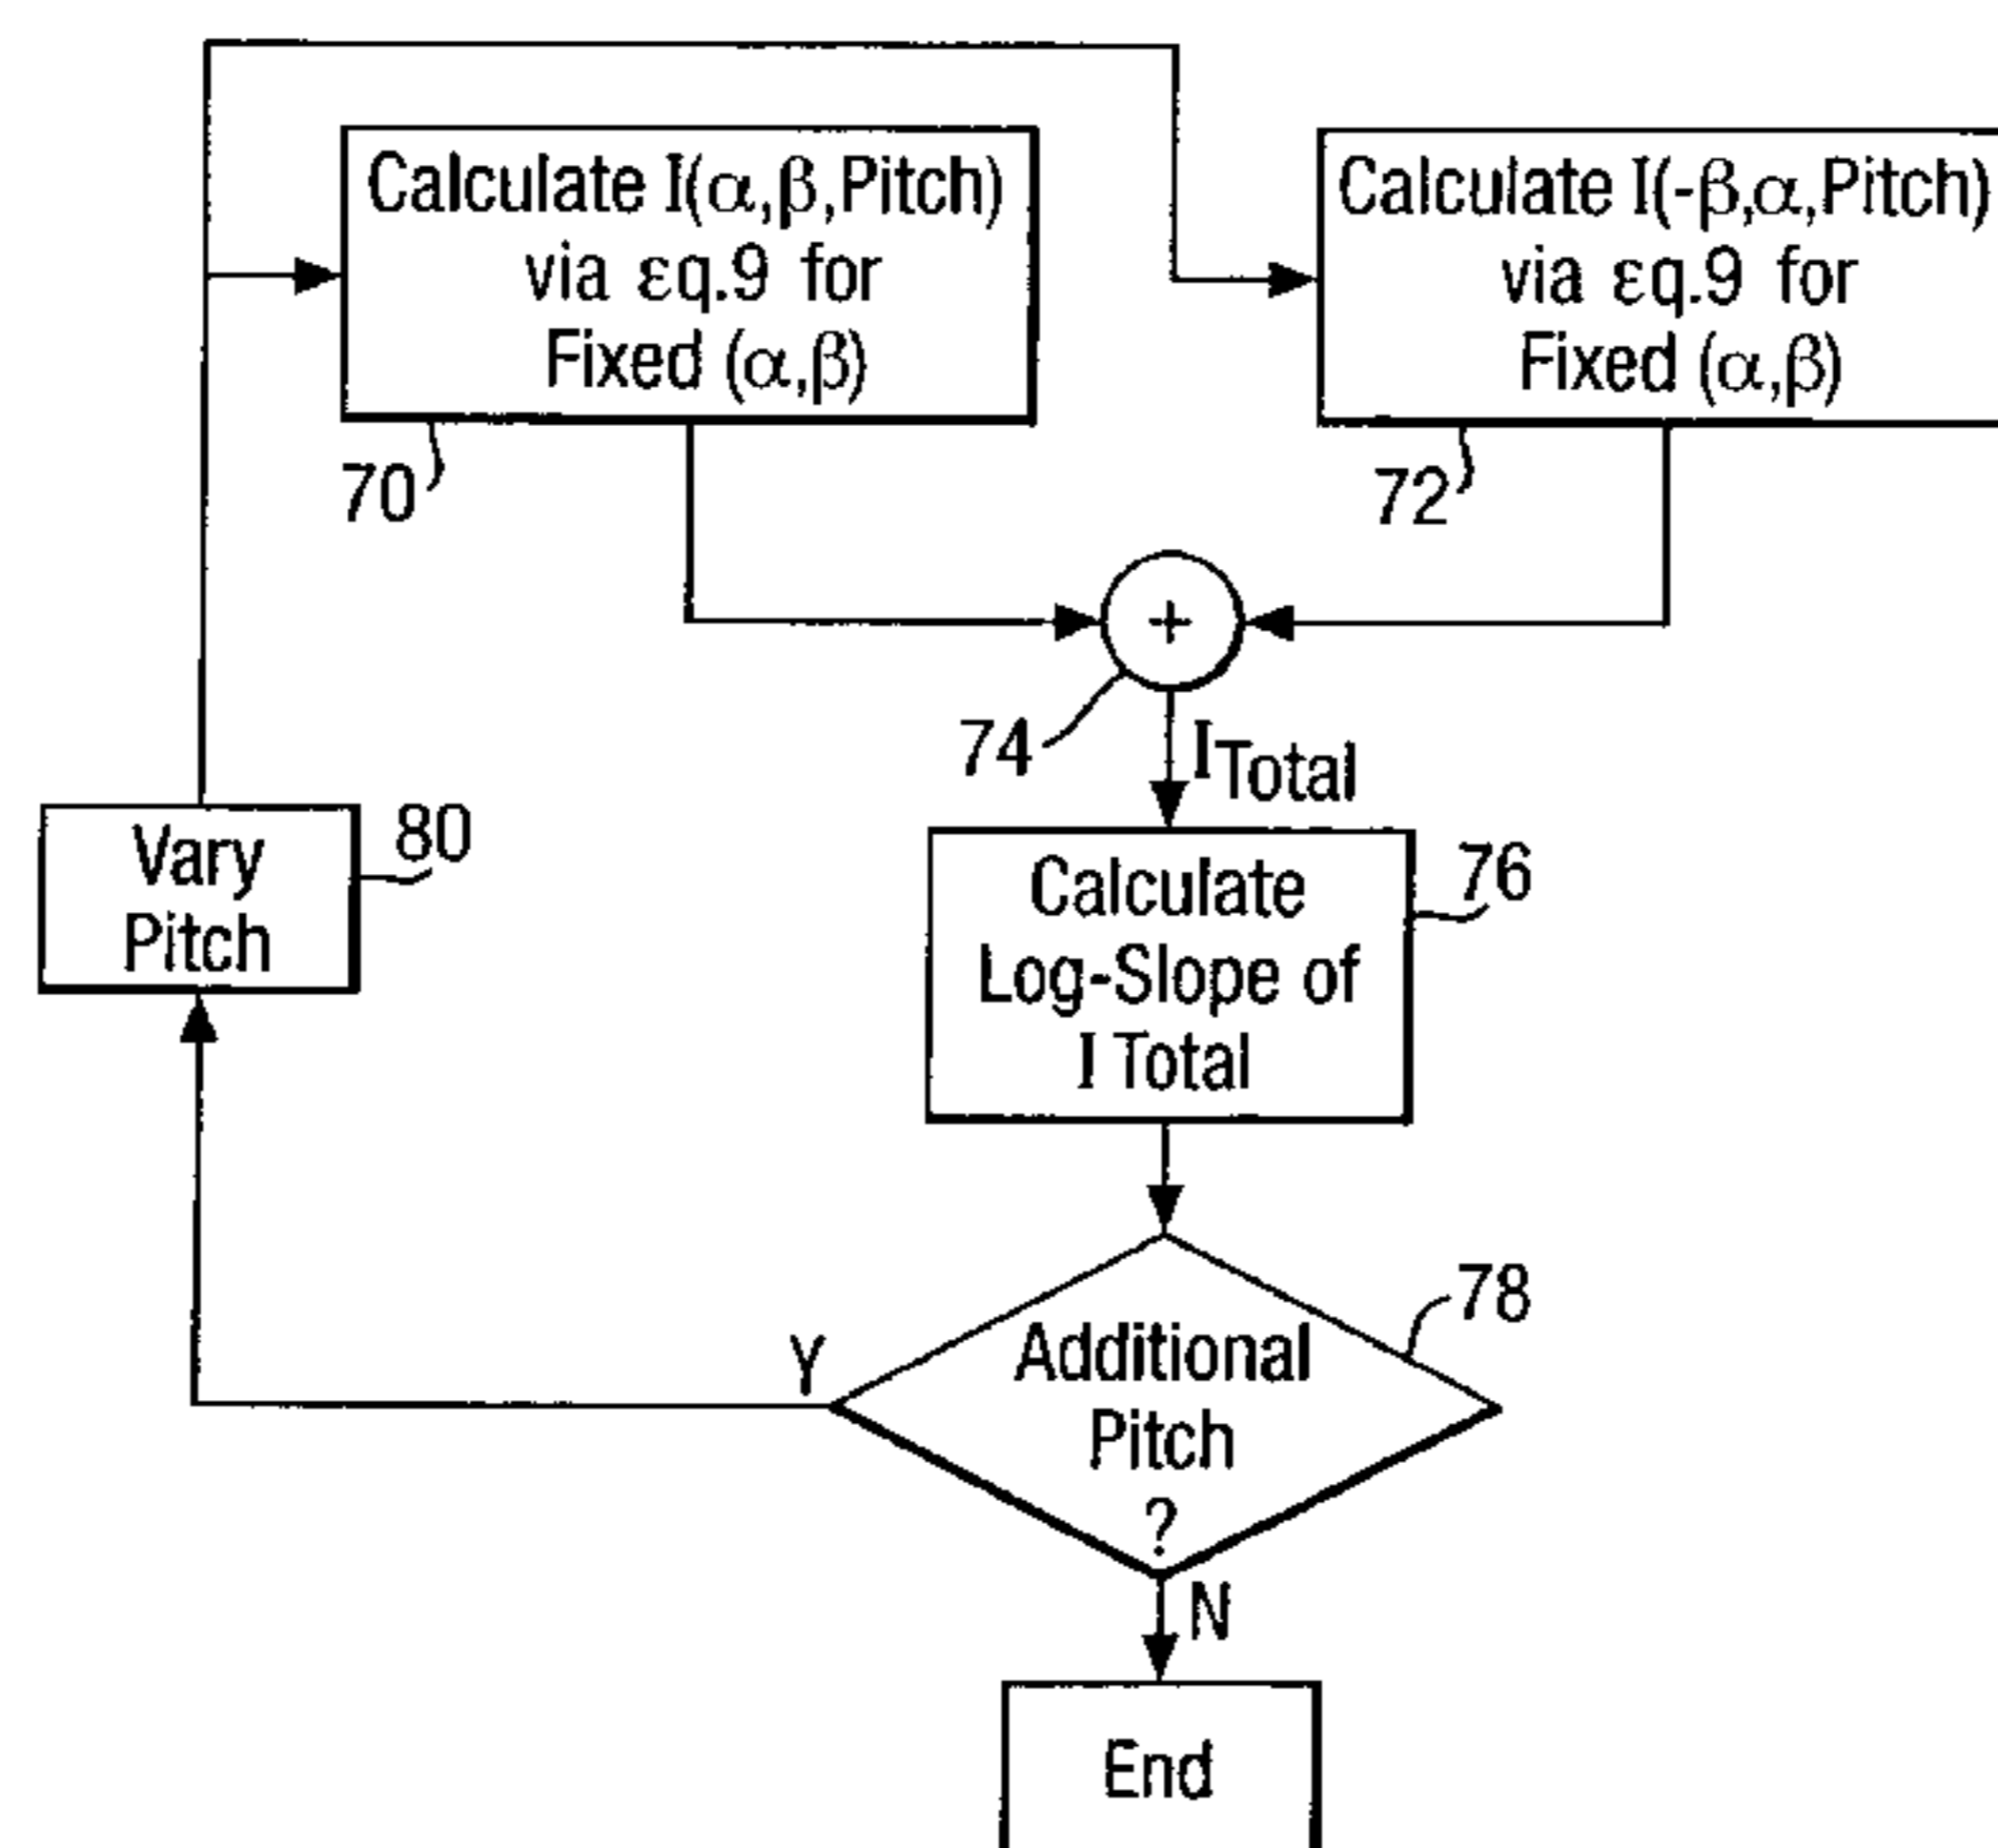 Calculate I(α,β,Pitch)
via εq.9 for
Fixed (α,β)
70
Calculate I(-β,α,Pitch)
via εq.9 for
Fixed (α,β)
72
+
74
I Total
Vary
Pitch
80
Calculate
Log-Slope of
I Total
76
Additional
Pitch
?
78
Y
N
End